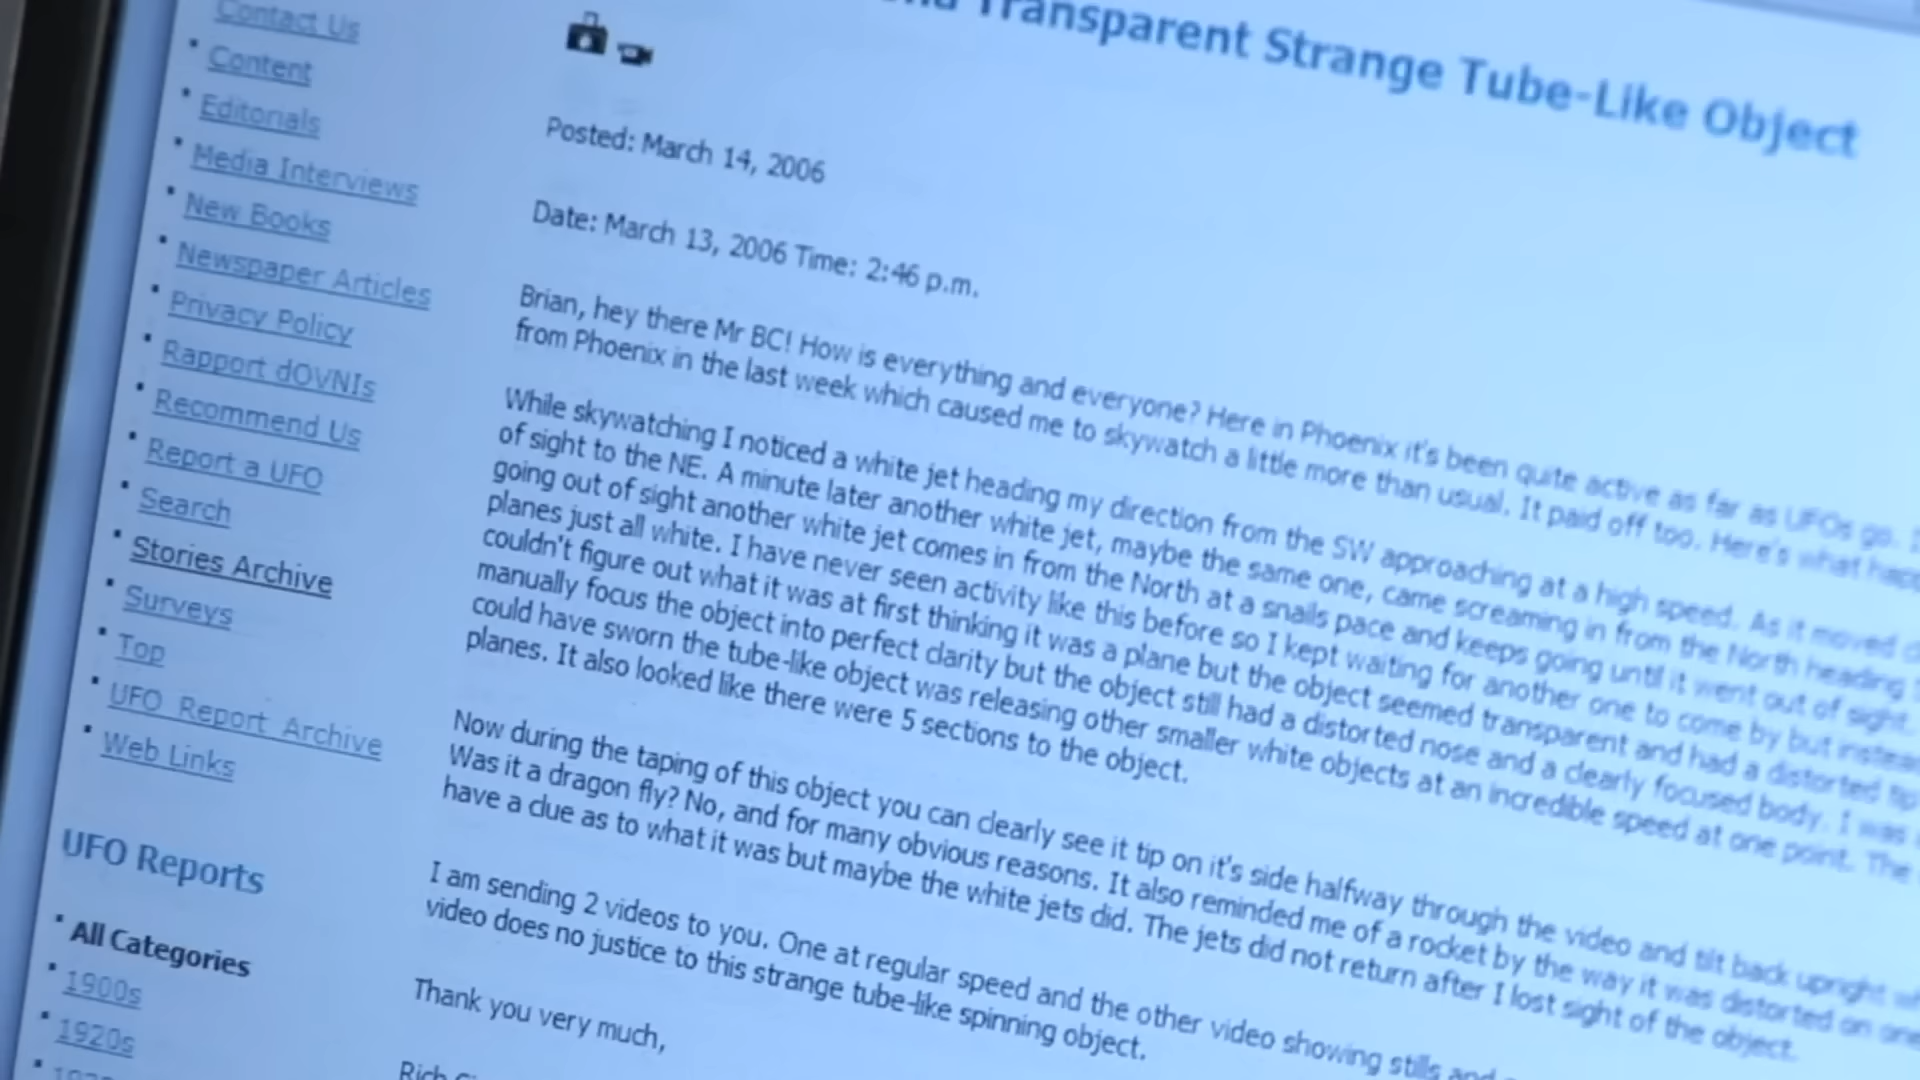 Contact Us
Content
Editorials
Media Interviews
New Books
Newspaper Articles
Privacy Policy
Rapport dOVNIs
Recommend Us
Report a UFO
Search
Stories Archive
Surveys
Top
UFO Report Archive
Web Links
UFO Reports
All Categories
1900s
1920s
Transparent Strange Tube-Like Object
Posted: March 14, 2006
Date: March 13, 2006 Time: 2:46 p.m.
Brian, hey there Mr BC! How is everything and everyone? Here in Phoenix it's been quite active as far as UFOs go.
from Phoenix in the last week which caused me to skywatch a little more than usual. It paid off too. Here's what
While skywatching I noticed a white jet heading my direction from the SW approaching at a high speed. As it moved
of sight to the NE. A minute later another white jet, maybe the same one, came screaming in from the North heading
going out of sight another white jet comes in from the North at a snails pace and keeps going until it went out of sight.
planes just all white. I have never seen activity like this before so I kept waiting for another one to come by but instead
couldn't figure out what it was at first thinking it was a plane but the object seemed transparent and had a distorted tip
manually focus the object into perfect clarity but the object still had a distorted nose and a clearly focused body. I was
could have sworn the tube-like object was releasing other smaller white objects at an incredible speed at one point. The
planes. It also looked like there were 5 sections to the object.
Now during the taping of this object you can clearly see it tip on it's side halfway through the video and tilt back upright
Was it a dragon fly? No, and for many obvious reasons. It also reminded me of a rocket by the way it was distorted on one
have a clue as to what it was but maybe the white jets did. The jets did not return after I lost sight of the object.
I am sending 2 videos to you. One at regular speed and the other video showing stills and
video does no justice to this strange tube-like spinning object.
Thank you very much,
Rich